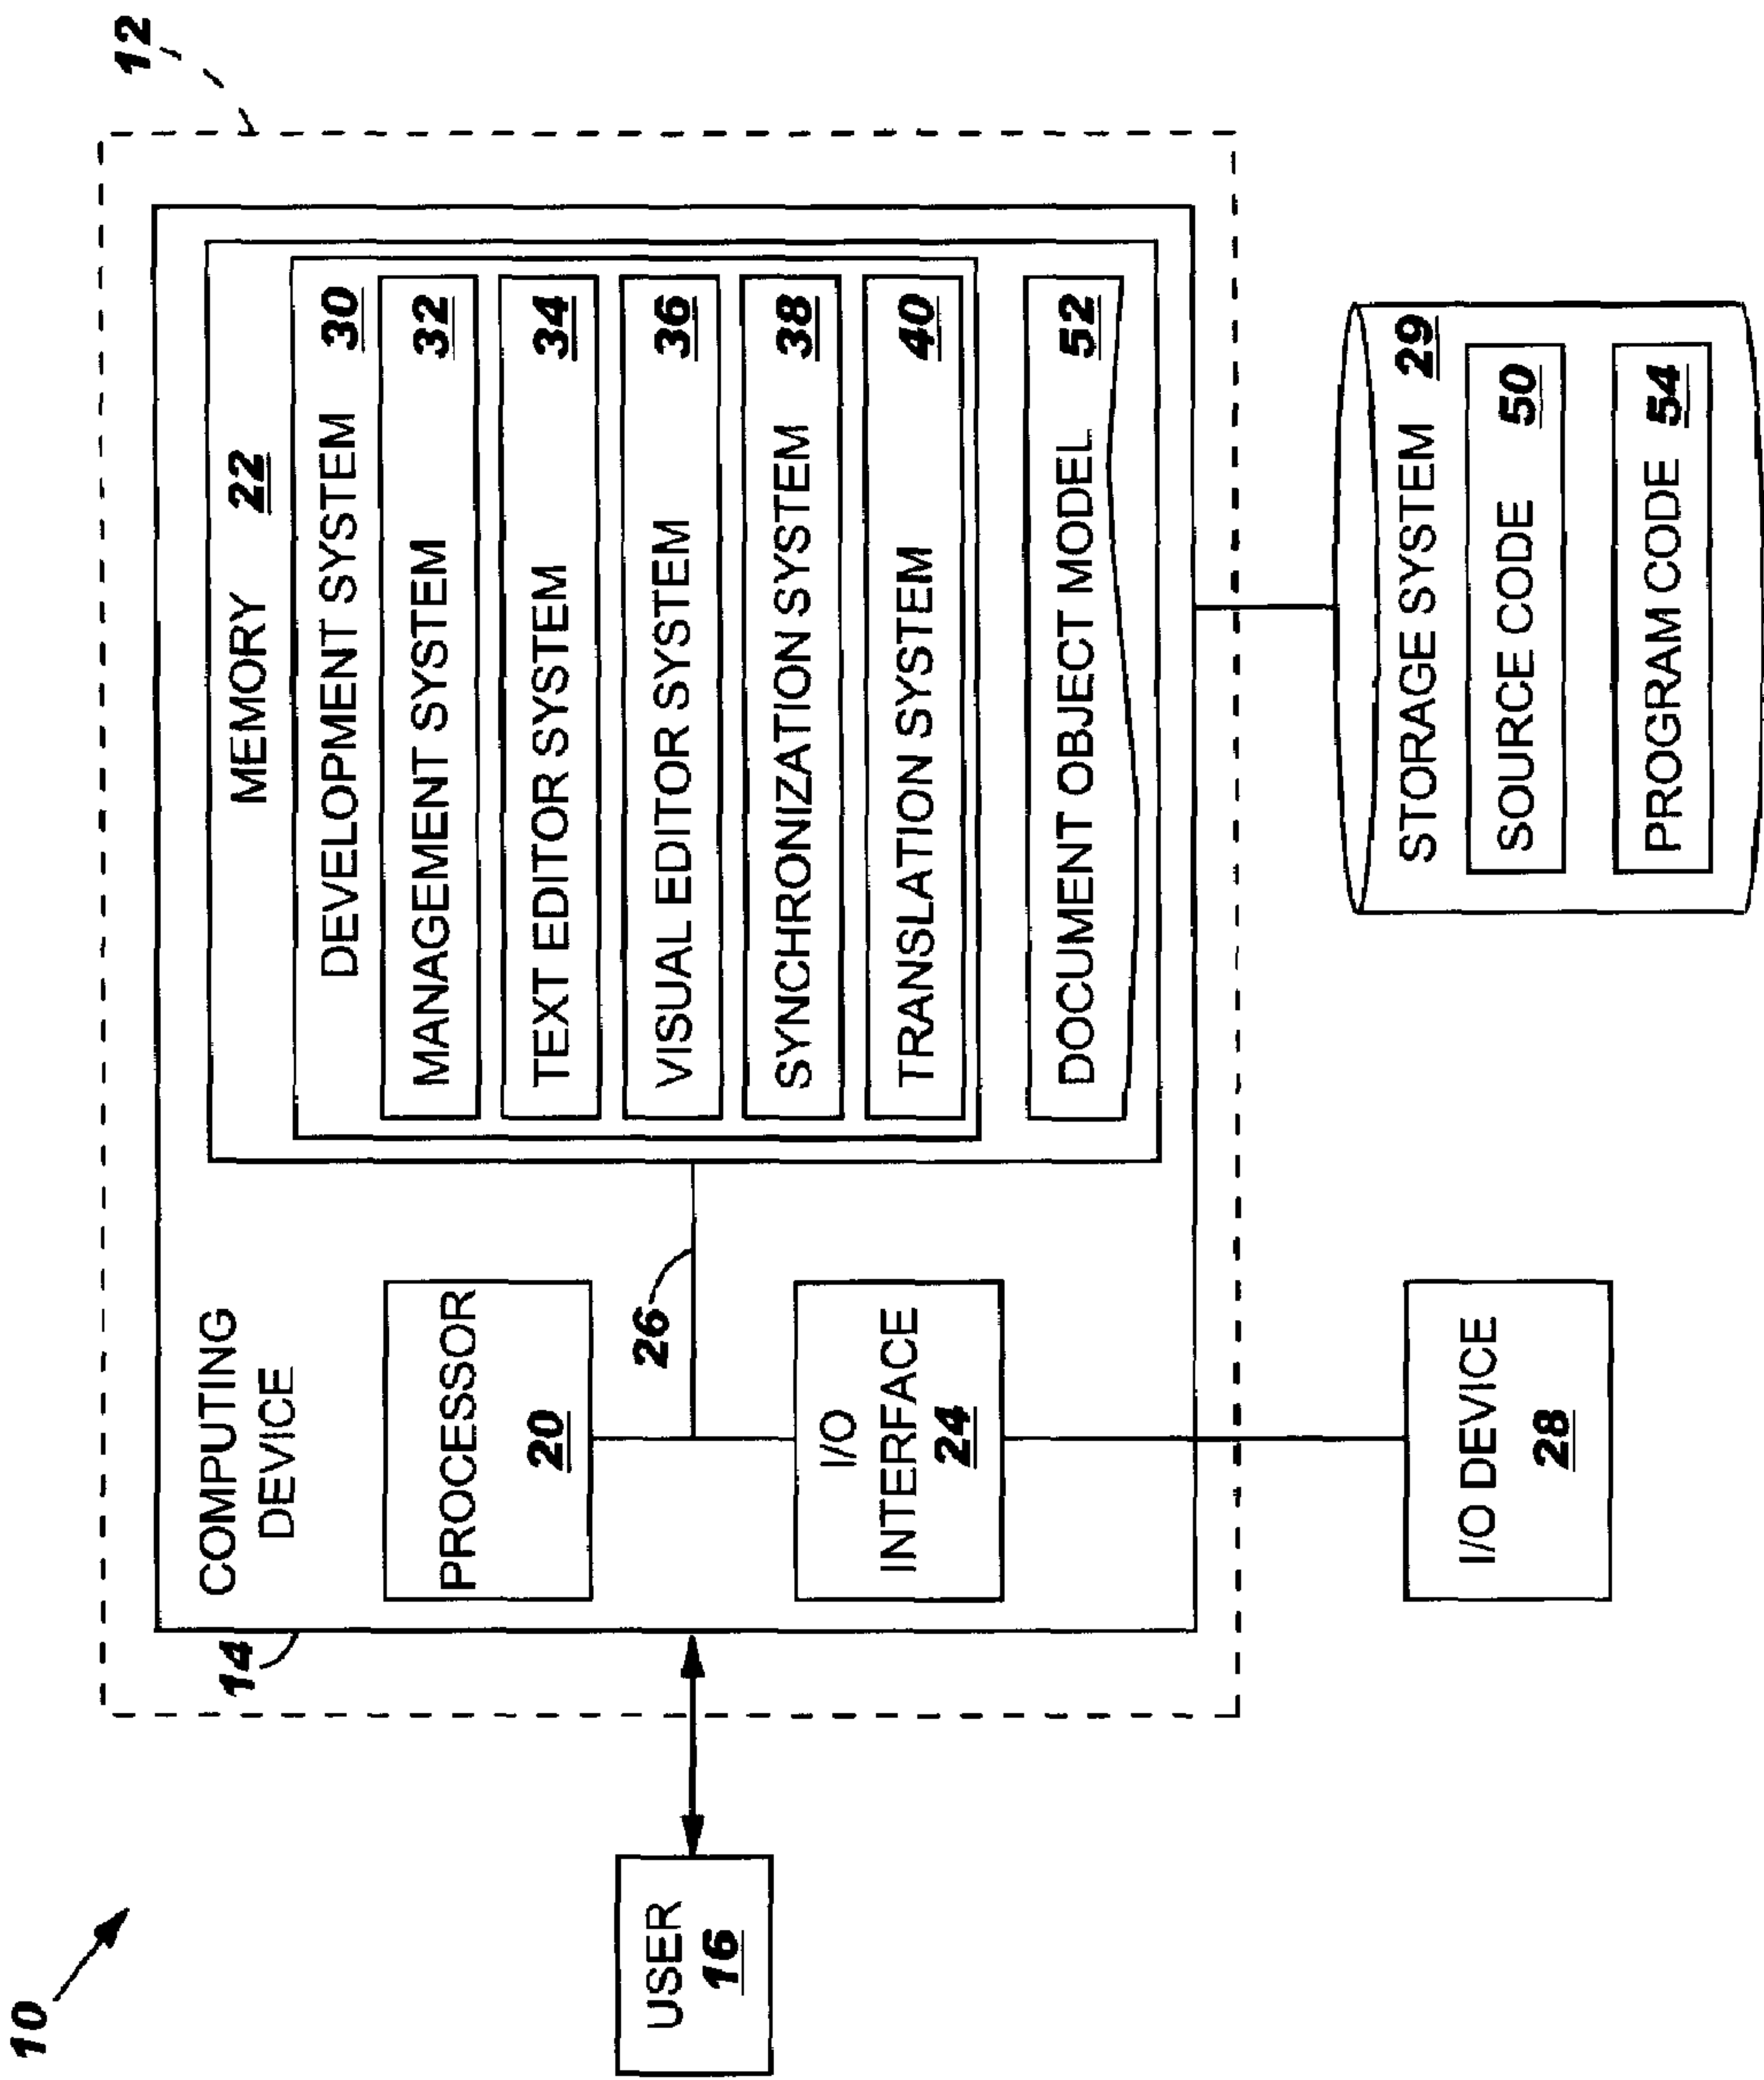 10
12
14
COMPUTING
DEVICE
MEMORY 22
DEVELOPMENT SYSTEM 30
MANAGEMENT SYSTEM 32
TEXT EDITOR SYSTEM 34
VISUAL EDITOR SYSTEM 36
SYNCHRONIZATION SYSTEM 38
TRANSLATION SYSTEM 40
DOCUMENT OBJECT MODEL 52
PROCESSOR
20
26
I/O
INTERFACE
24
USER
16
I/O DEVICE
28
STORAGE SYSTEM 29
SOURCE CODE 50
PROGRAM CODE 54